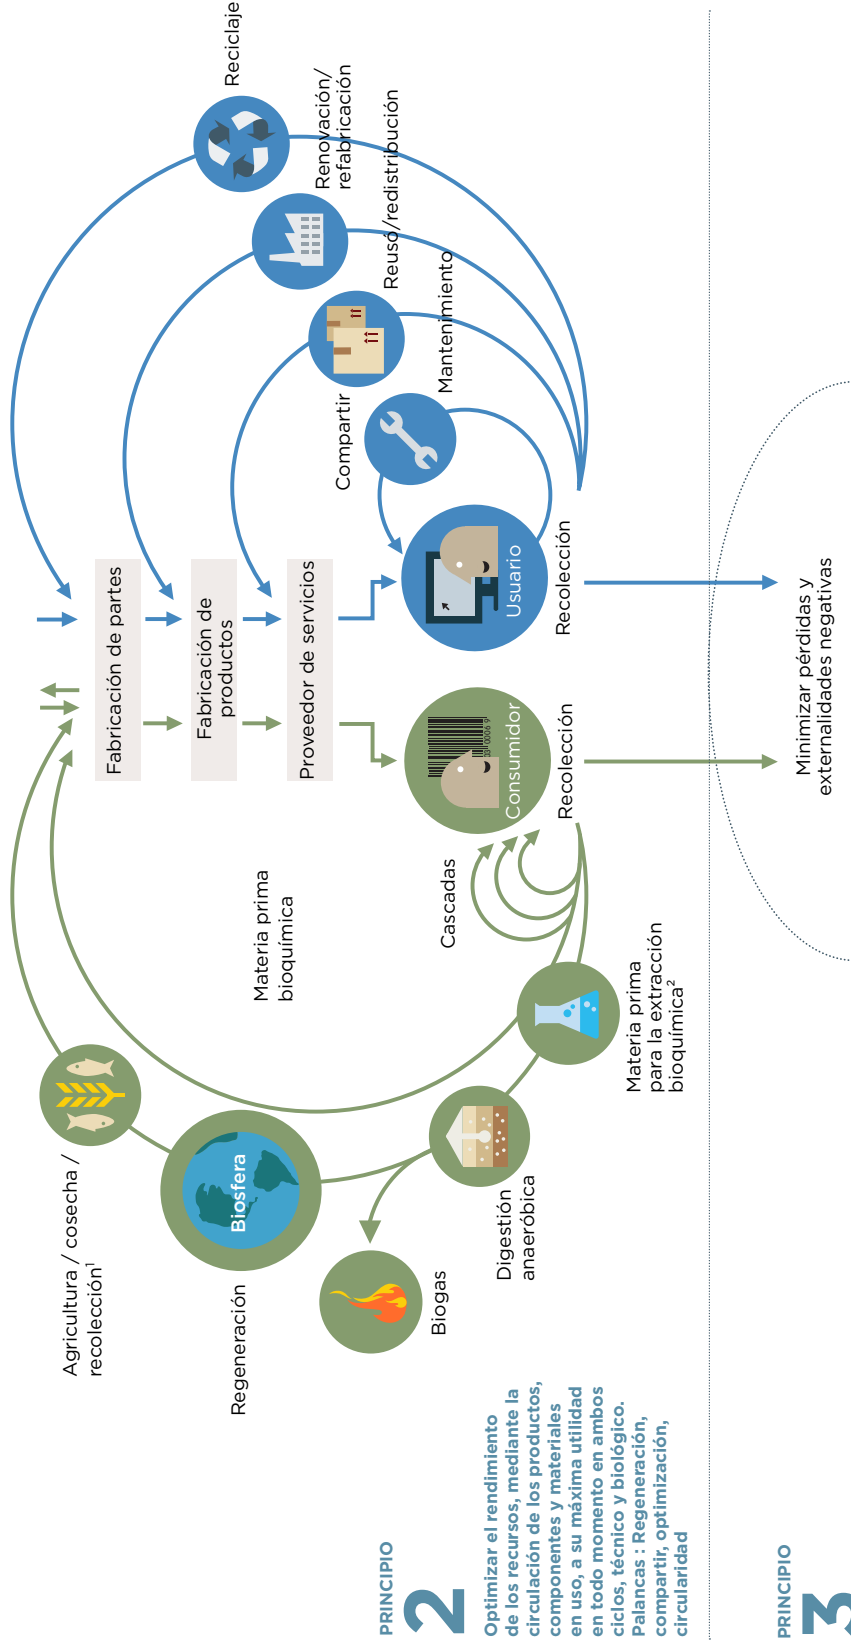 PRINCIPIO
2
Optimizar el rendimiento
de los recursos, mediante la
circulación de los productos,
componentes y materiales
en uso, a su máxima utilidad
en todo momento en ambos
ciclos, técnico y biológico.
Palancas : Regeneración,
compartir, optimización,
circularidad
Agricultura / cosecha /
recolección¹
Regeneración
Biosfera
Biogas
Digestión
anaeróbica
Materia prima
bioquímica
Materia prima
para la extracción
bioquímica²
Cascadas
Fabricación de partes
Fabricación de
productos
Proveedor de servicios
Consumidor
Recolección
Usuario
Recolección
Compartir
Mantenimiento
Reusó/redistribución
Renovación/
refabricación
Reciclaje
Minimizar pérdidas y
externalidades negativas
PRINCIPIO
3